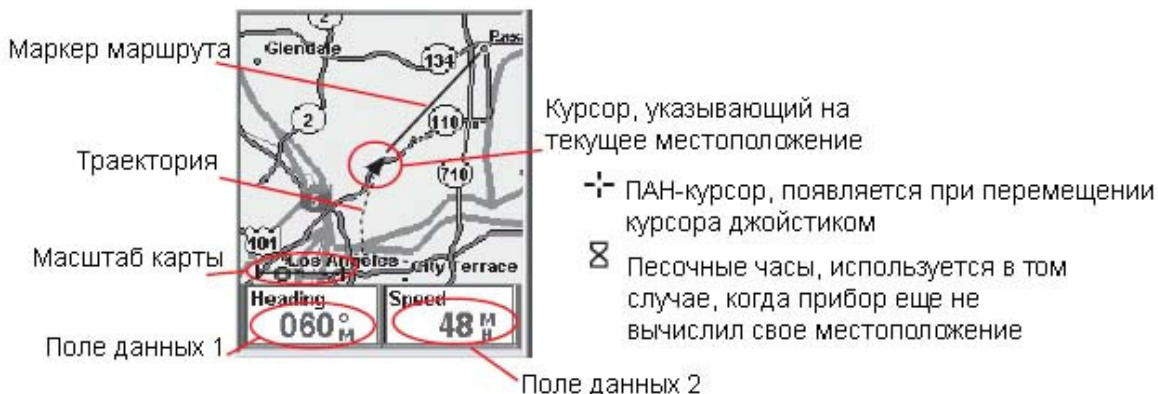 2
Glendale
134
Маркер маршрута
2
110
Курсор, указывающий на
текущее местоположение
Траектория
710
ПАН-курсор, появляется при перемещении
курсора джойстиком
101
Масштаб карты
Los Angeles
City Terrace
Песочные часы, используется в том
случае, когда прибор еще не
вычислил свое местоположение
Heading
Speed
060° M
48 M H
Поле данных 1
Поле данных 2